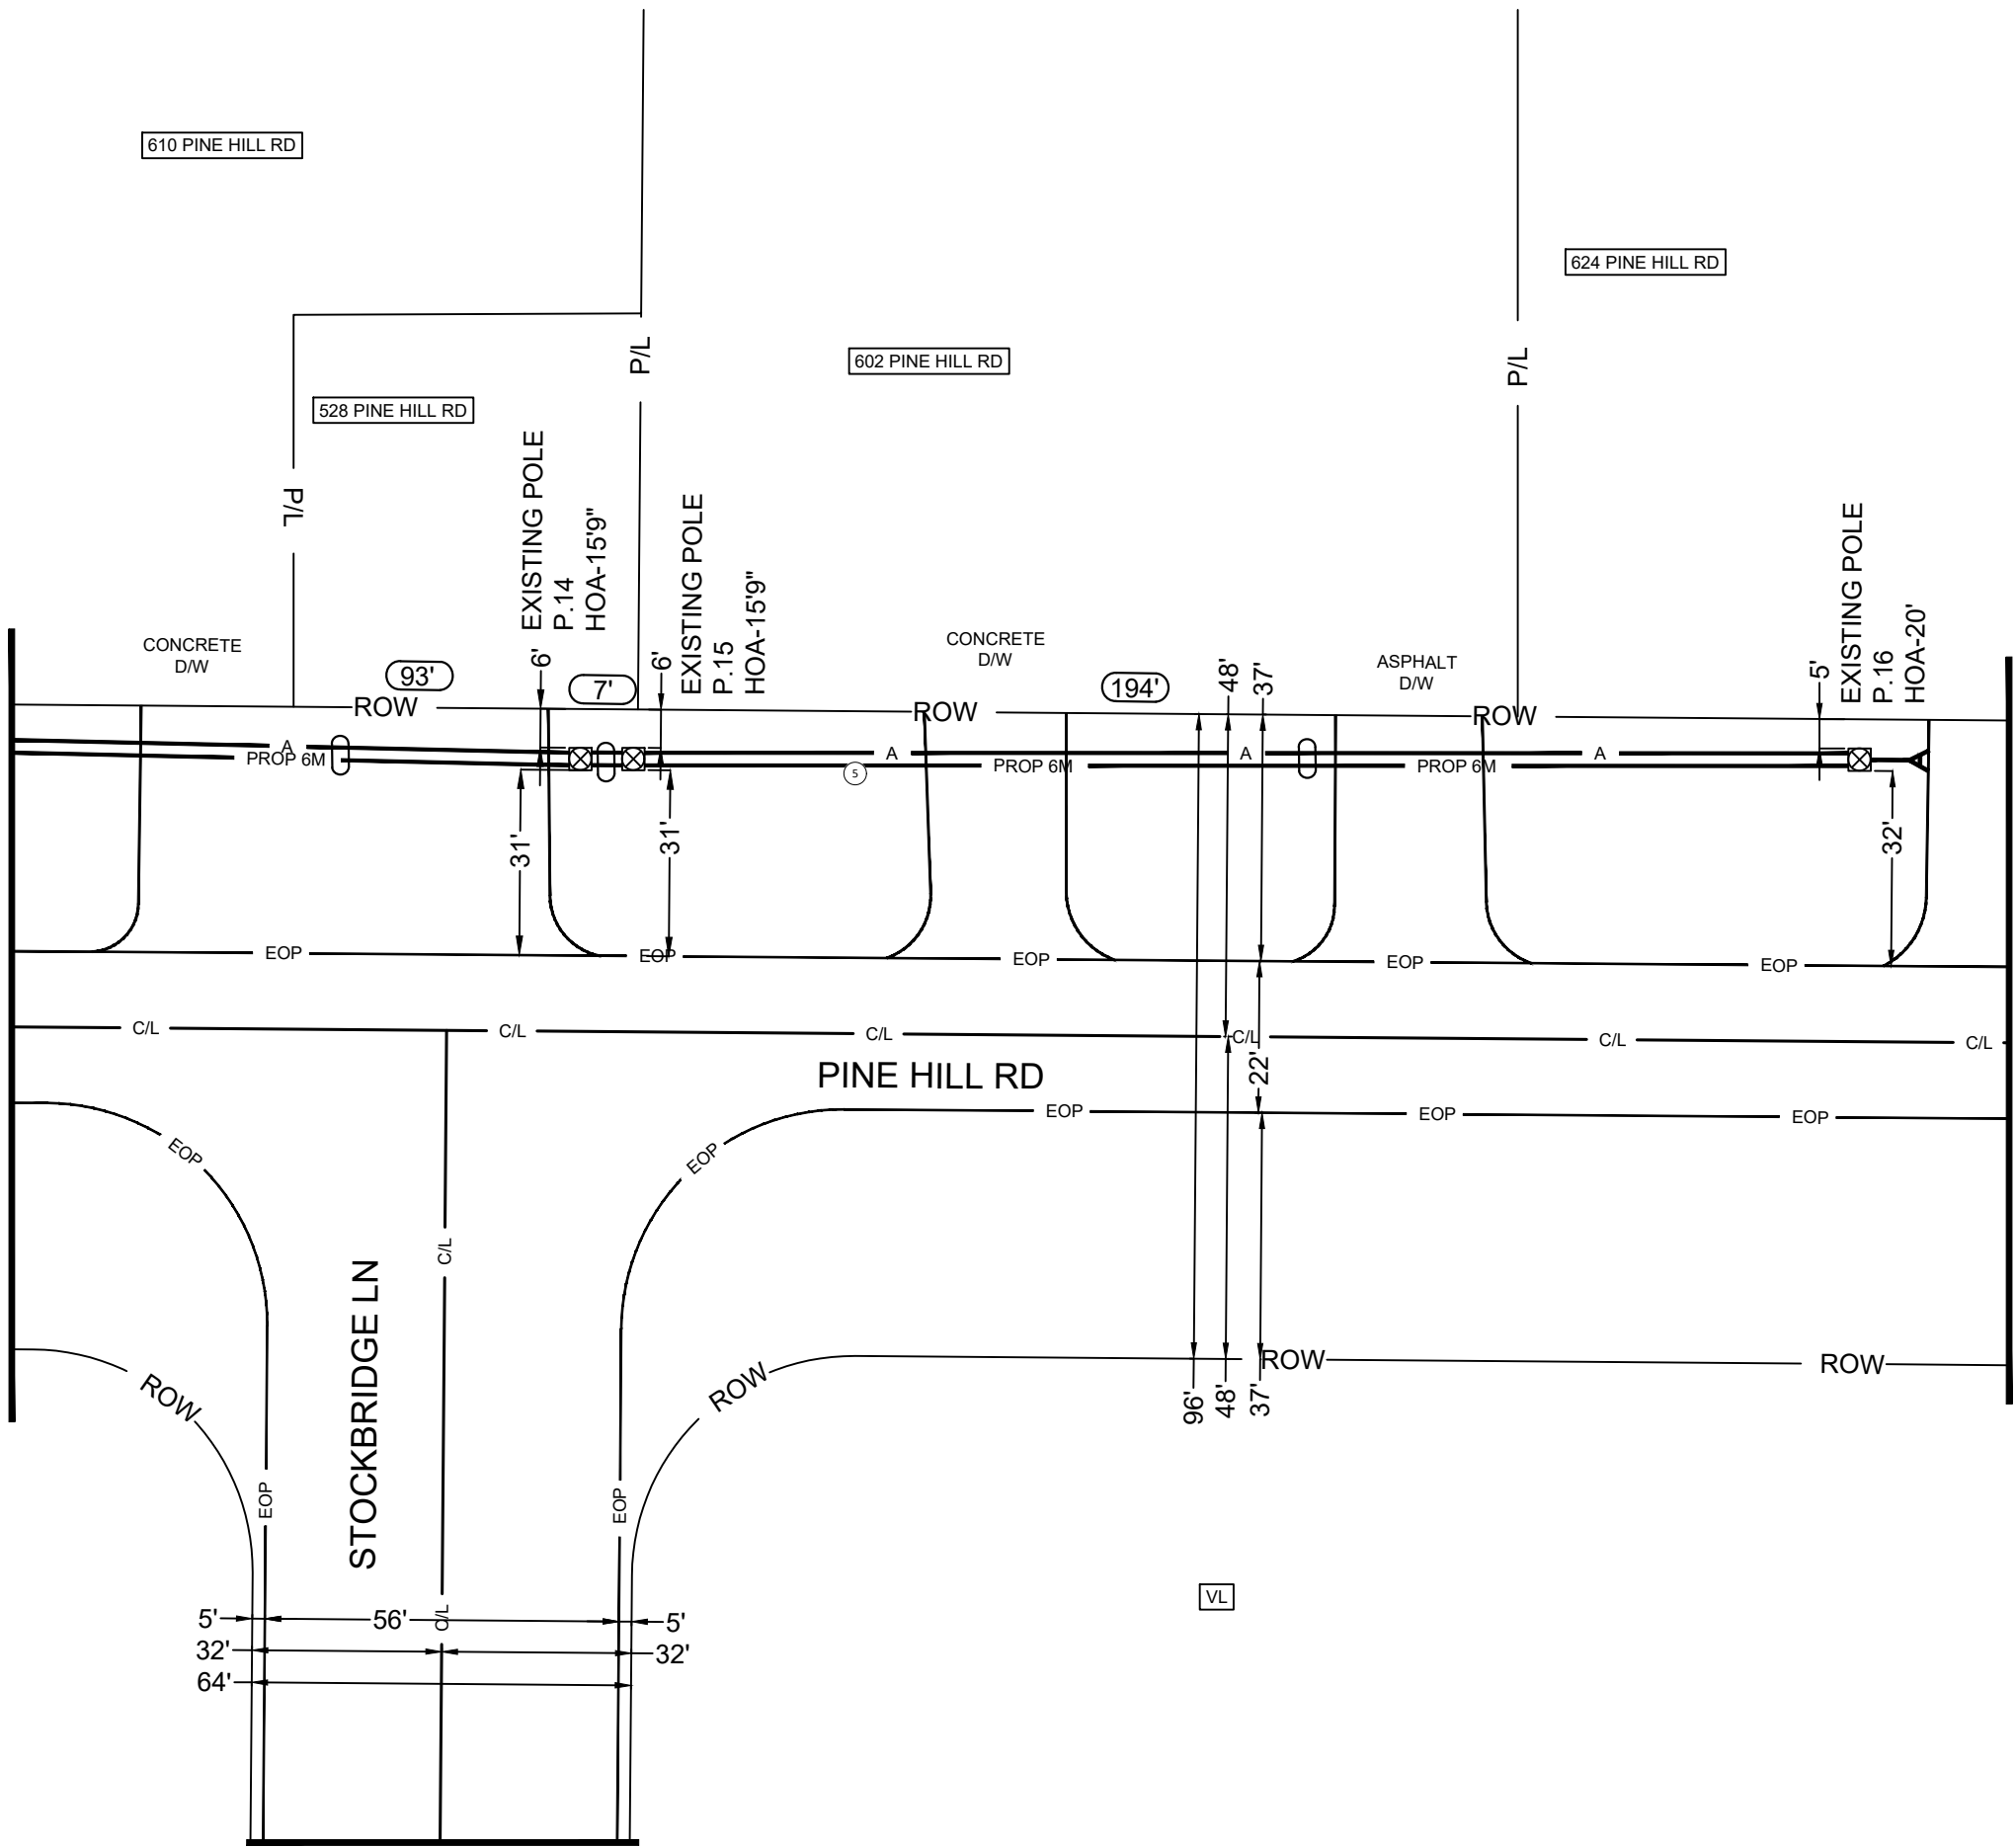 610 PINE HILL RD
624 PINE HILL RD
P/L
602 PINE HILL RD
P/L
528 PINE HILL RD
P/L
EXISTING POLE
P.14
HOA-15'9"
EXISTING POLE
P.15
HOA-15'9"
EXISTING POLE
P.16
HOA-20'
CONCRETE
D/W
93'
7'
6'
6'
CONCRETE
D/W
194'
48'
37'
ASPHALT
D/W
5'
ROW
ROW
ROW
A
PROP 6M
A
5
PROP 6M
A
PROP 6M
A
31'
31'
32'
EOP
EOP
EOP
EOP
EOP
C/L
C/L
C/L
C/L
C/L
C/L
PINE HILL RD
22'
EOP
EOP
EOP
EOP
EOP
C/L
STOCKBRIDGE LN
ROW
ROW
ROW
ROW
96'
48'
37'
EOP
EOP
VL
5'
56'
C/L
5'
32'
32'
64'